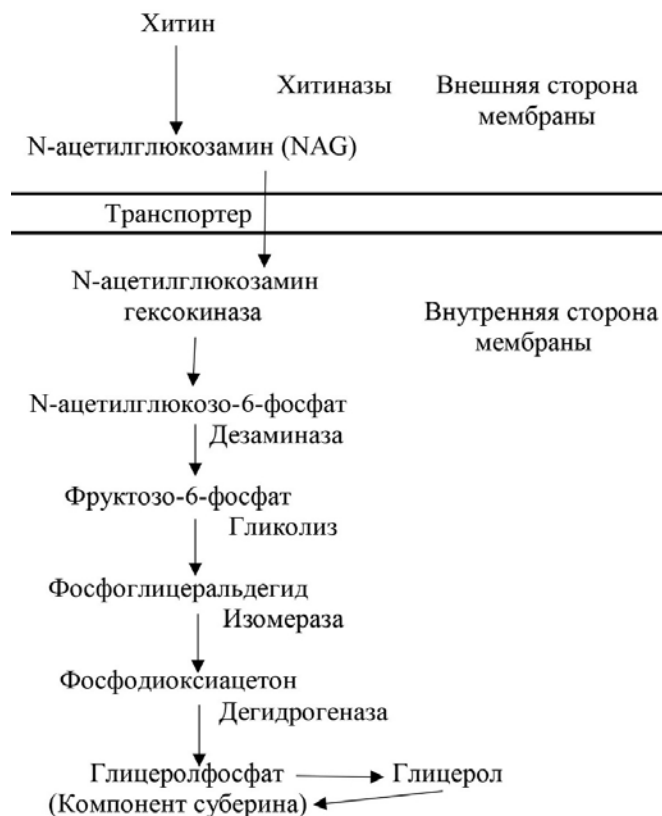 Хитин
Хитиназы
Внешняя сторона
мембраны
N-ацетилглюкозамин (NAG)
Транспортер
N-ацетилглюкозамин
гексокиназа
Внутренняя сторона
мембраны
N-ацетилглюкозо-6-фосфат
Дезаминаза
Фруктозо-6-фосфат
Гликолиз
Фосфоглицеральдегид
Изомераза
Фосфодиоксиацетон
Дегидрогеназа
Глицеролфосфат
Глицерол
(Компонент суберина)